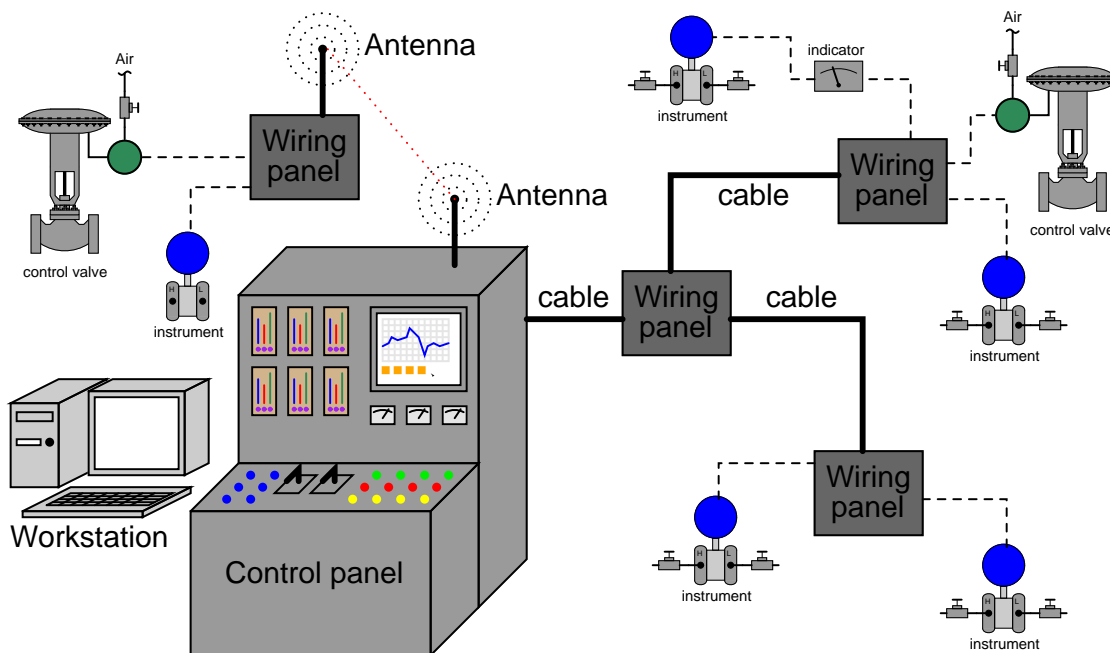 Air
Antenna
Wiring
panel
control valve
H
L
instrument
Antenna
H
L
instrument
indicator
Air
Wiring
panel
control valve
cable
H
L
instrument
cable
Wiring
panel
cable
Workstation
Control panel
Wiring
panel
H
L
instrument
H
L
instrument